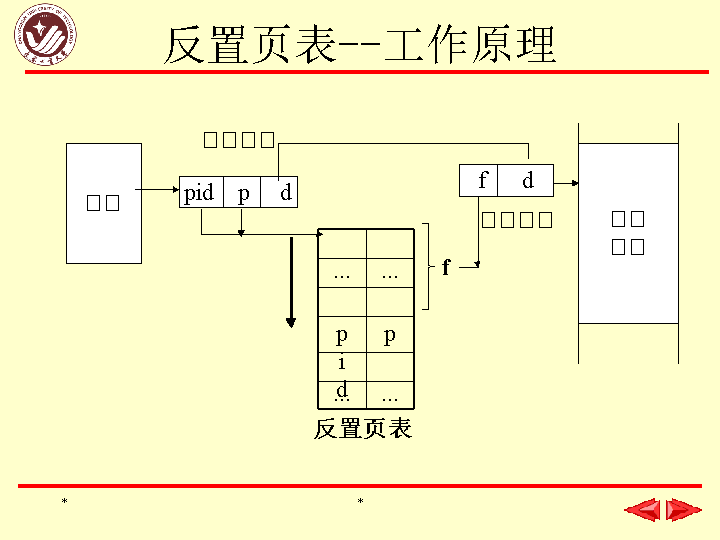 反置页表--工作原理
□□□□
□□
pid p d
f d
□□□□
□□
□□
... ...
f
p p
i
d
... ...
反置页表
* *